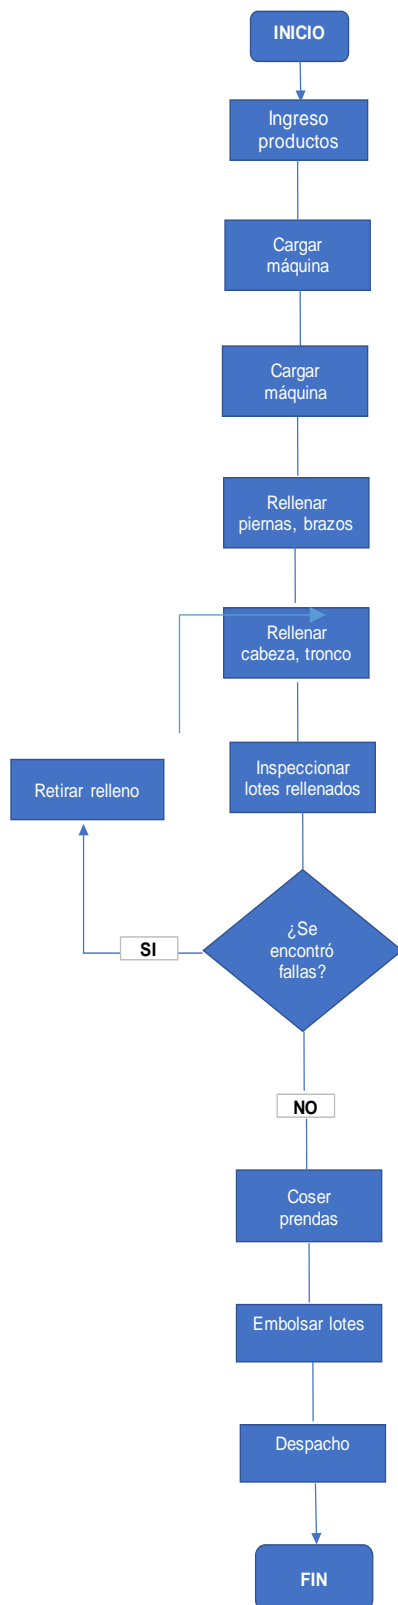 INICIO
Ingreso
productos
Cargar
máquina
Cargar
máquina
Rellenar
piernas, brazos
Rellenar
cabeza, tronco
Inspeccionar
lotes rellenados
Retirar relleno
¿Se
encontró
fallas?
SI
NO
Coser
prendas
Embolsar lotes
Despacho
FIN